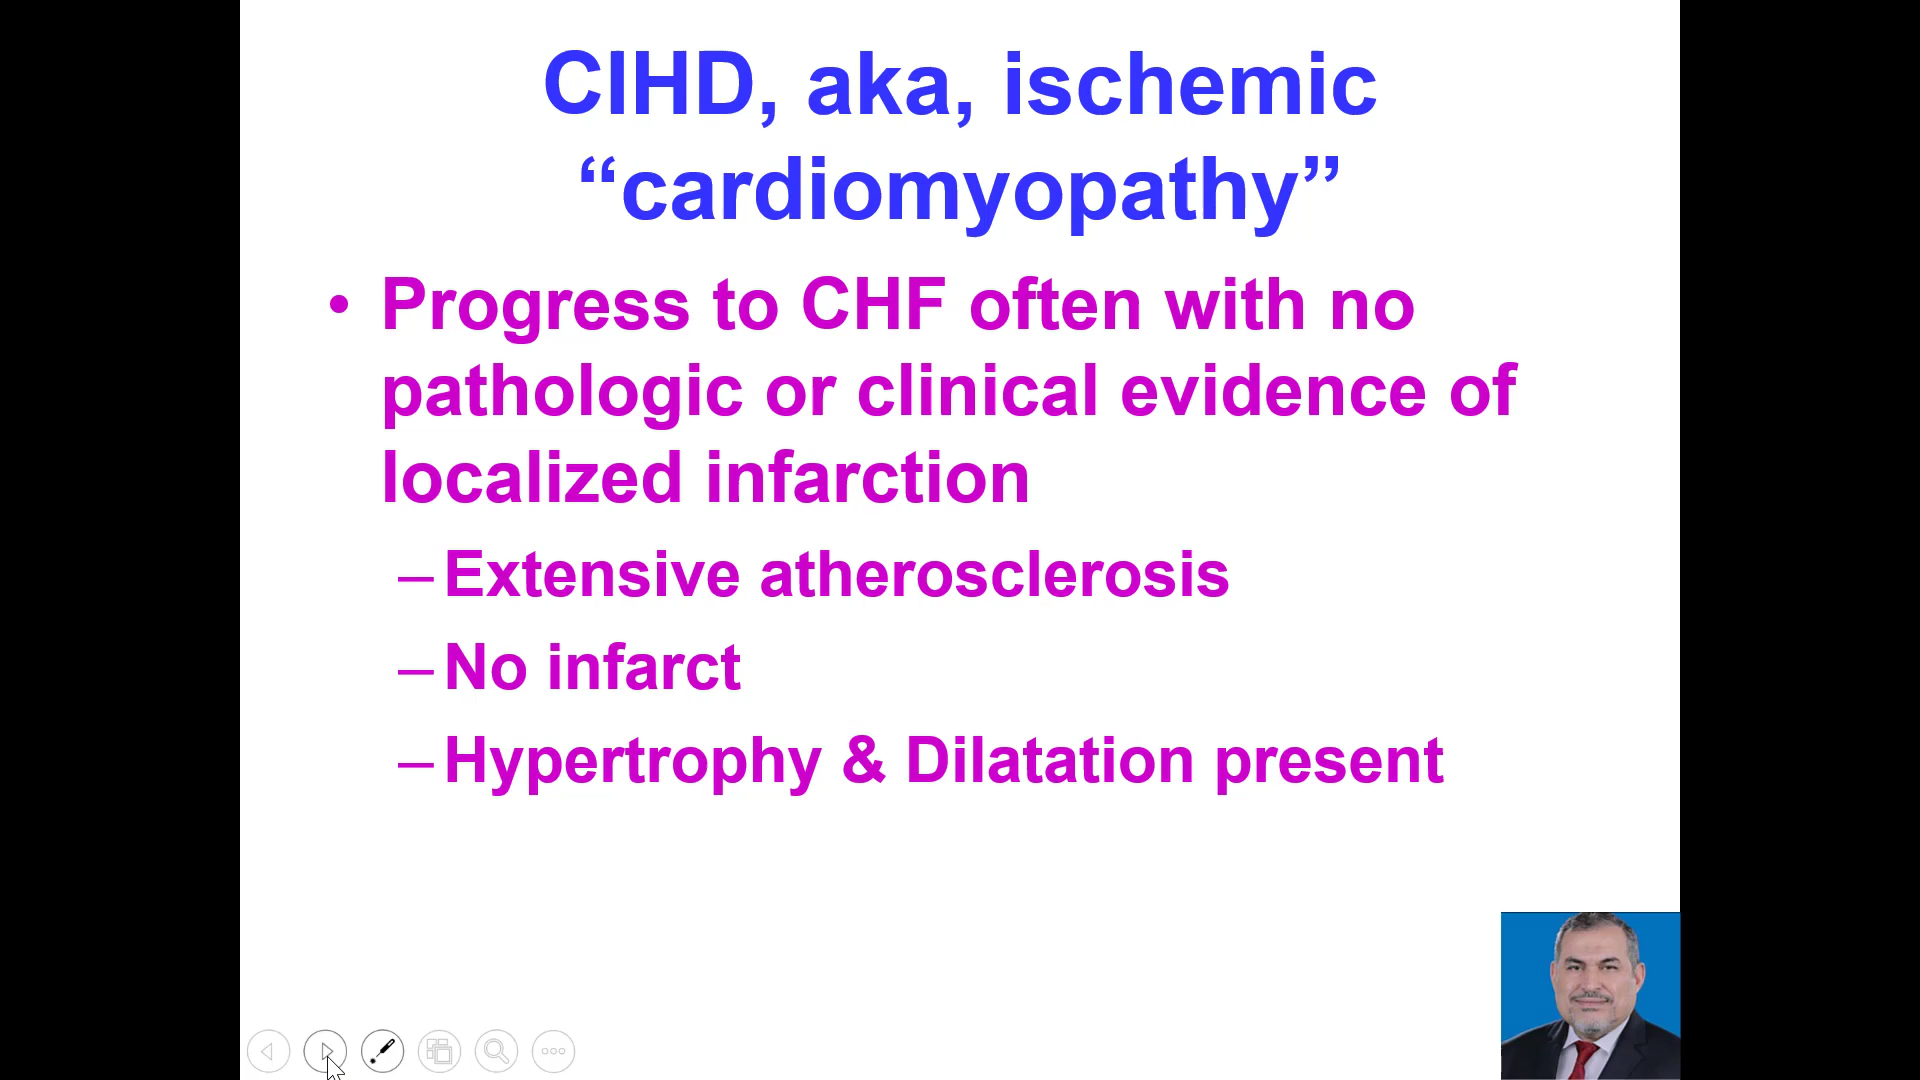 CIHD, aka, ischemic
“cardiomyopathy”
• Progress to CHF often with no
pathologic or clinical evidence of
localized infarction
– Extensive atherosclerosis
– No infarct
– Hypertrophy & Dilatation present